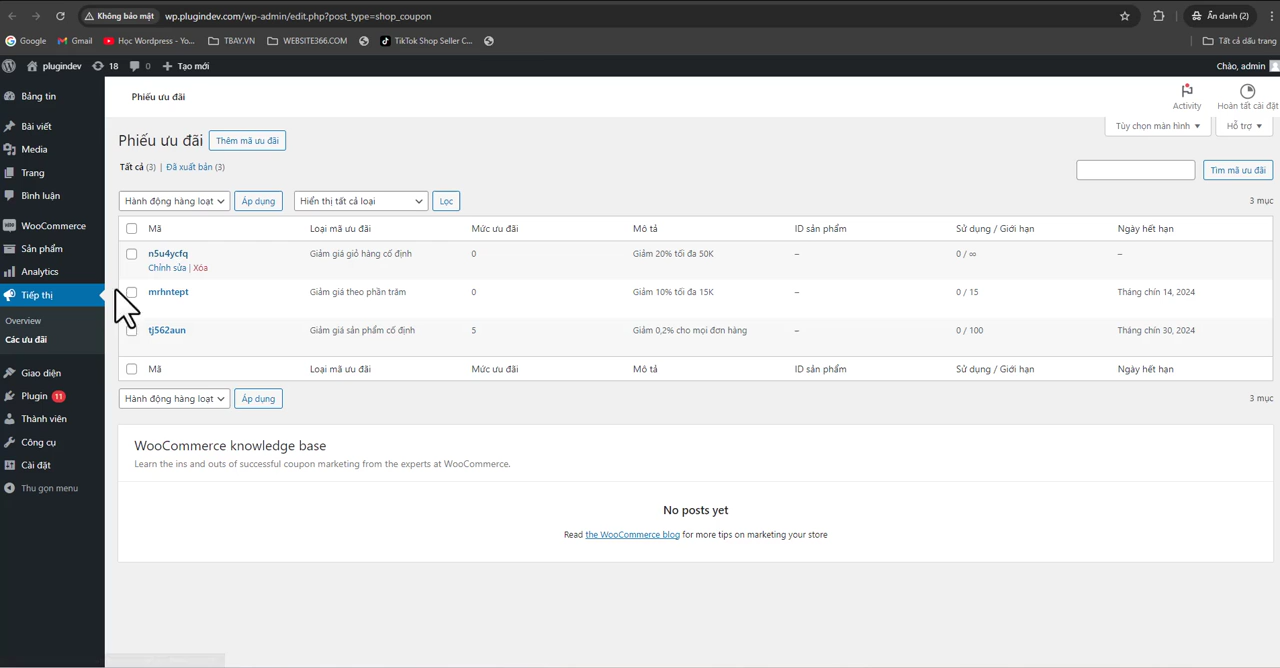 Không bảo mật wp.plugindev.com/wp-admin/edit.php?post_type=shop_coupon Ẩn danh (2)
Google Gmail Học Wordpress - Yo... TBAY.VN WEBSITE366.COM TikTok Shop Seller C... Tất cả dấu trang
plugindev 18 0 Tạo mới Chào, admin
Bảng tin
Bài viết
Media
Trang
Bình luận
WooCommerce
Sản phẩm
Analytics
Tiếp thị
Overview
Các ưu đãi
Giao diện
Plugin 11
Thành viên
Công cụ
Cài đặt
Thu gọn menu
Phiếu ưu đãi
Activity Hoàn tất cài đặt
Tùy chọn màn hình Hỗ trợ
Phiếu ưu đãi Thêm mã ưu đãi
Tất cả (3) | Đã xuất bản (3)
Tìm mã ưu đãi
Hành động hàng loạt Áp dụng Hiển thị tất cả loại Lọc 3 mục
Mã Loại mã ưu đãi Mức ưu đãi Mô tả ID sản phẩm Sử dụng / Giới hạn Ngày hết hạn
n5u4ycfq Giảm giá giỏ hàng cố định 0 Giảm 20% tối đa 50K – 0 / ∞ –
Chỉnh sửa | Xóa
mrhntept Giảm giá theo phần trăm 0 Giảm 10% tối đa 15K – 0 / 15 Tháng chín 14, 2024
tj562aun Giảm giá sản phẩm cố định 5 Giảm 0,2% cho mọi đơn hàng – 0 / 100 Tháng chín 30, 2024
Mã Loại mã ưu đãi Mức ưu đãi Mô tả ID sản phẩm Sử dụng / Giới hạn Ngày hết hạn
Hành động hàng loạt Áp dụng 3 mục
WooCommerce knowledge base
Learn the ins and outs of successful coupon marketing from the experts at WooCommerce.
No posts yet
Read the WooCommerce blog for more tips on marketing your store